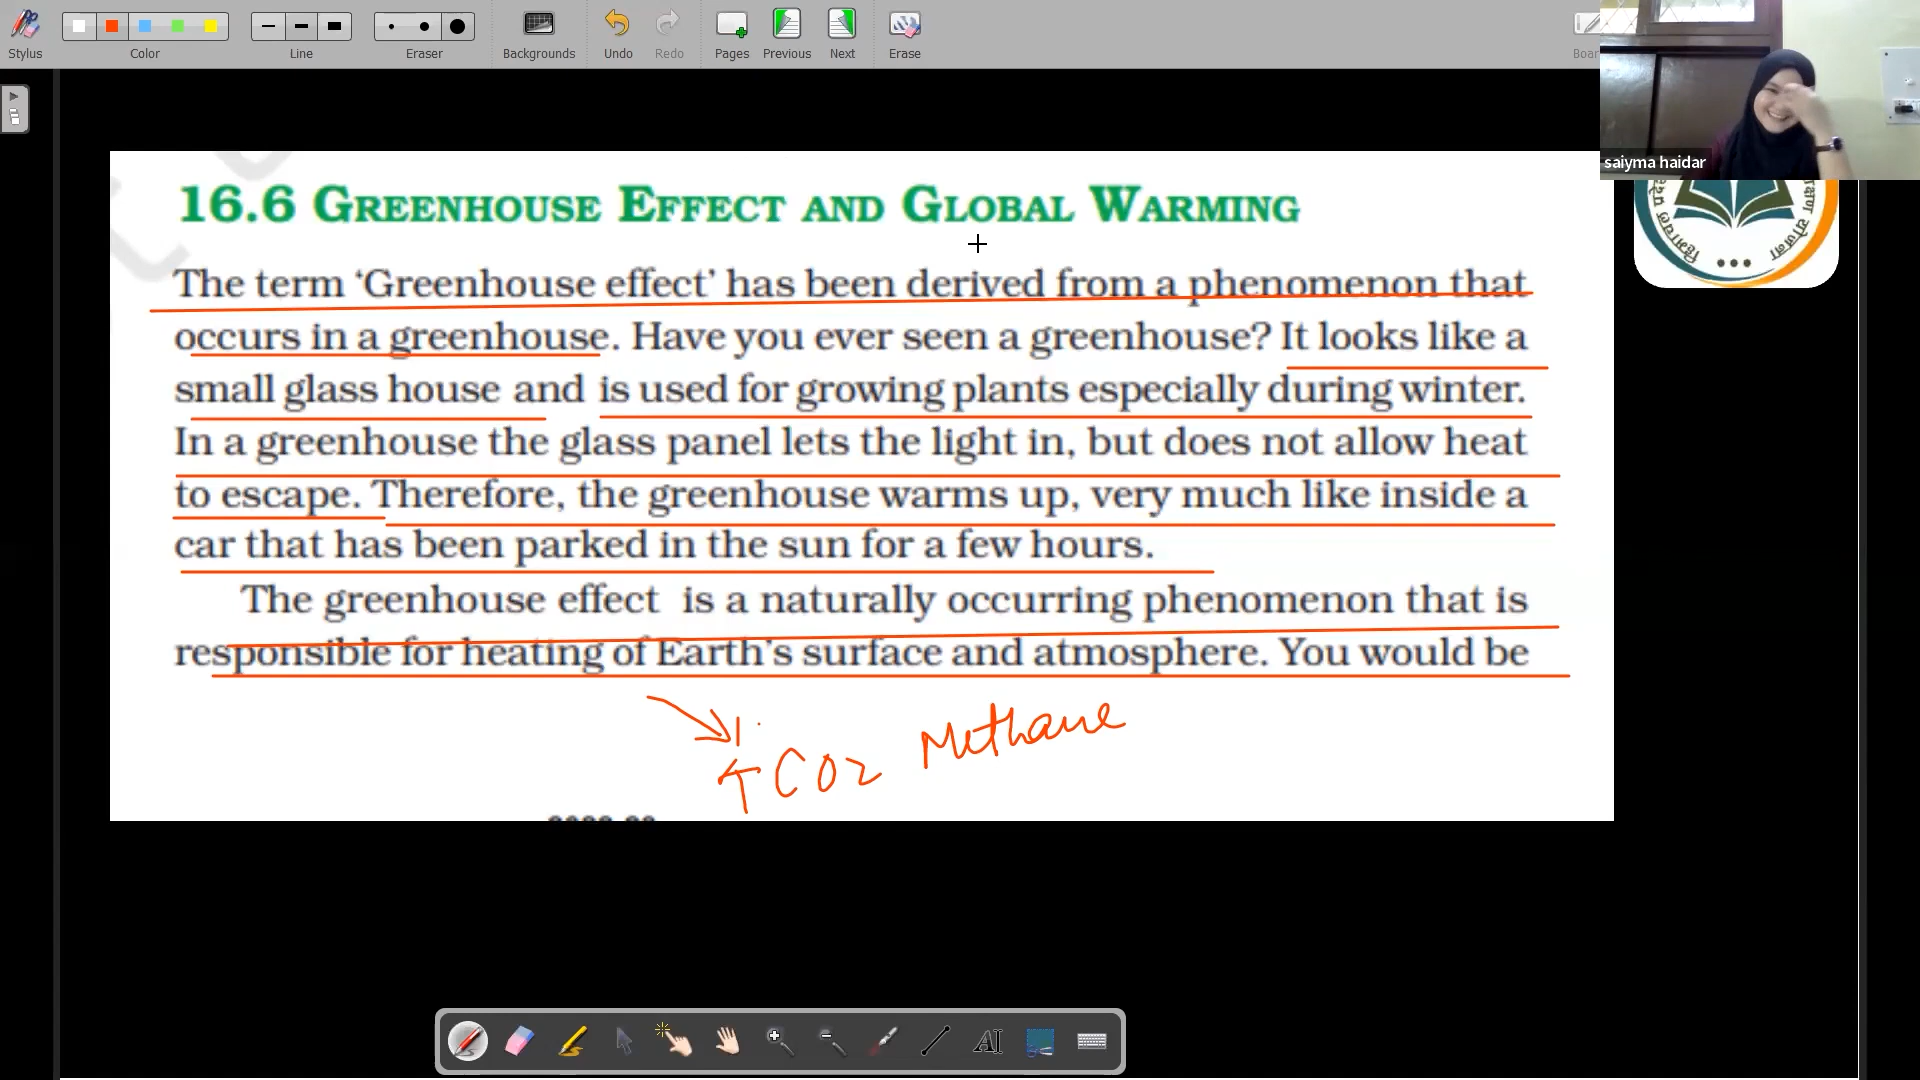 Stylus
Color
Line
Eraser
Backgrounds
Undo
Redo
Pages
Previous
Next
Erase
saiyma haidar
16.6 GREENHOUSE EFFECT AND GLOBAL WARMING
The term ‘Greenhouse effect’ has been derived from a phenomenon that
occurs in a greenhouse. Have you ever seen a greenhouse? It looks like a
small glass house and is used for growing plants especially during winter.
In a greenhouse the glass panel lets the light in, but does not allow heat
to escape. Therefore, the greenhouse warms up, very much like inside a
car that has been parked in the sun for a few hours.
The greenhouse effect is a naturally occurring phenomenon that is
responsible for heating of Earth’s surface and atmosphere. You would be
↑ CO2 Methane
AI